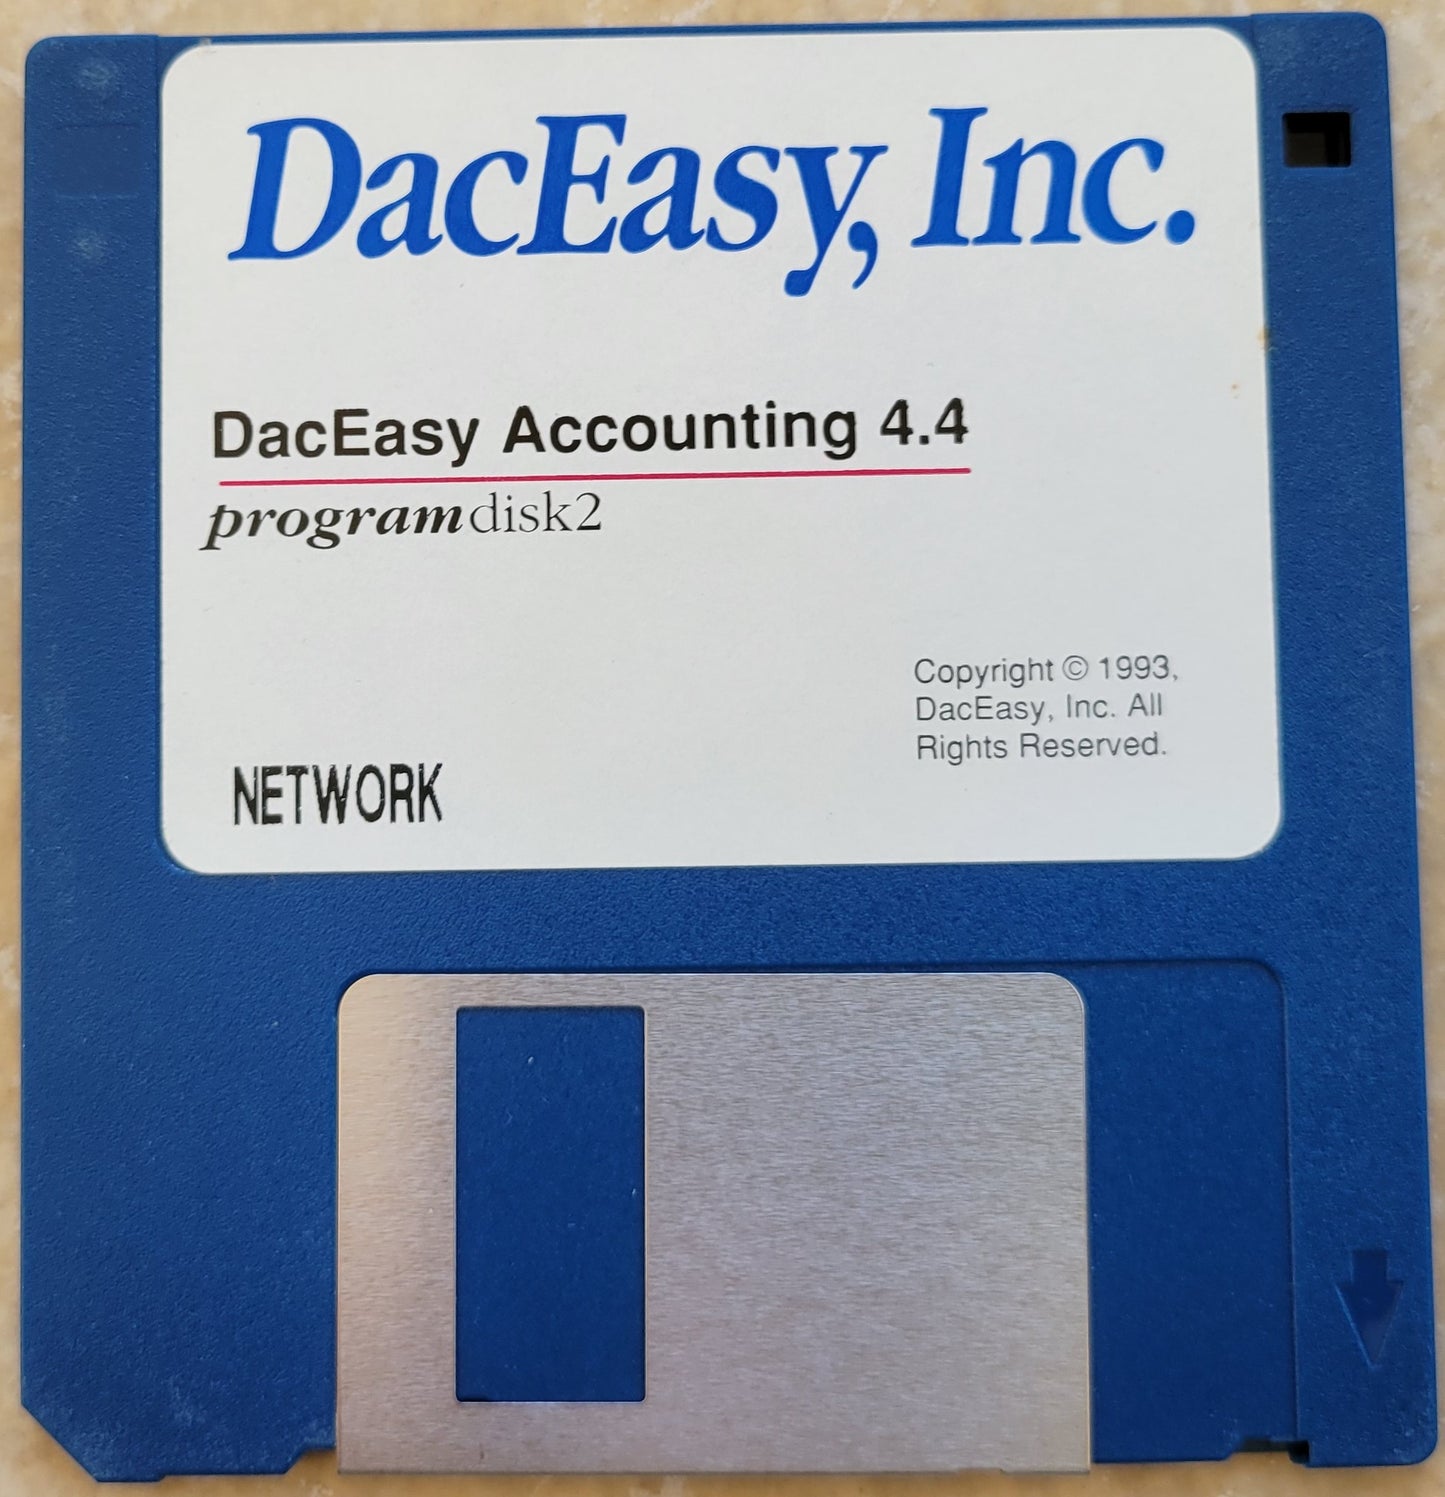 DacEasy, Inc.
DacEasy Accounting 4.4
programdisk2
Copyright © 1993,
DacEasy, Inc. All
Rights Reserved.
NETWORK